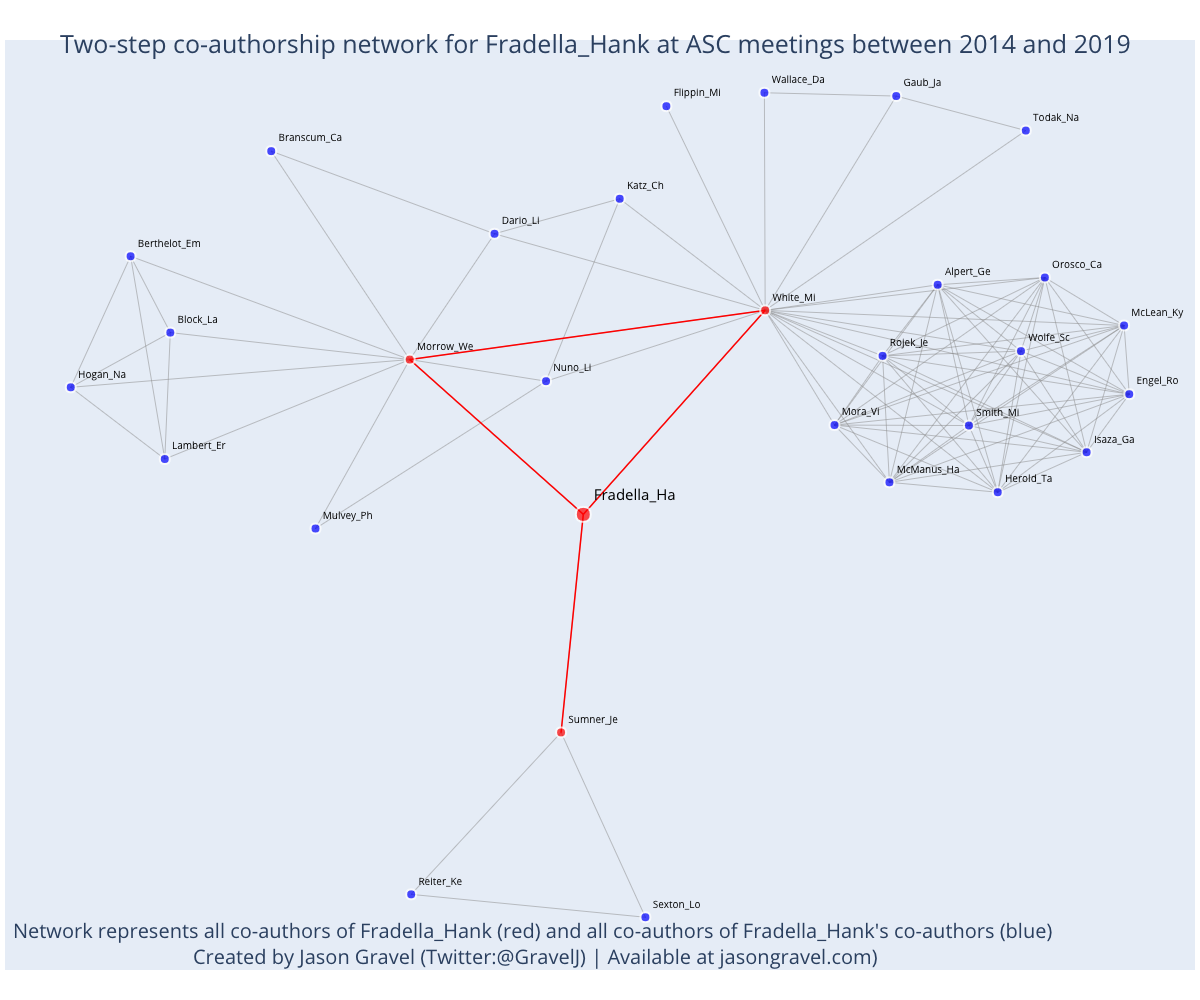 Two-step co-authorship network for Fradella_Hank at ASC meetings between 2014 and 2019
Wallace_Da
Gaub_Ja
Flippin_Mi
Todak_Na
Branscum_Ca
Katz_Ch
Dario_Li
Berthelot_Em
Orosco_Ca
Alpert_Ge
White_Mi
McLean_Ky
Block_La
Wolfe_Sc
Rojek_Je
Morrow_We
Nuno_Li
Hogan_Na
Engel_Ro
Mora_Vi
Smith_Mi
Isaza_Ga
Lambert_Er
McManus_Ha
Herold_Ta
Fradella_Ha
Mulvey_Ph
Sumner_Je
Reiter_Ke
Sexton_Lo
Network represents all co-authors of Fradella_Hank (red) and all co-authors of Fradella_Hank's co-authors (blue)
Created by Jason Gravel (Twitter:@GravelJ) | Available at jasongravel.com)